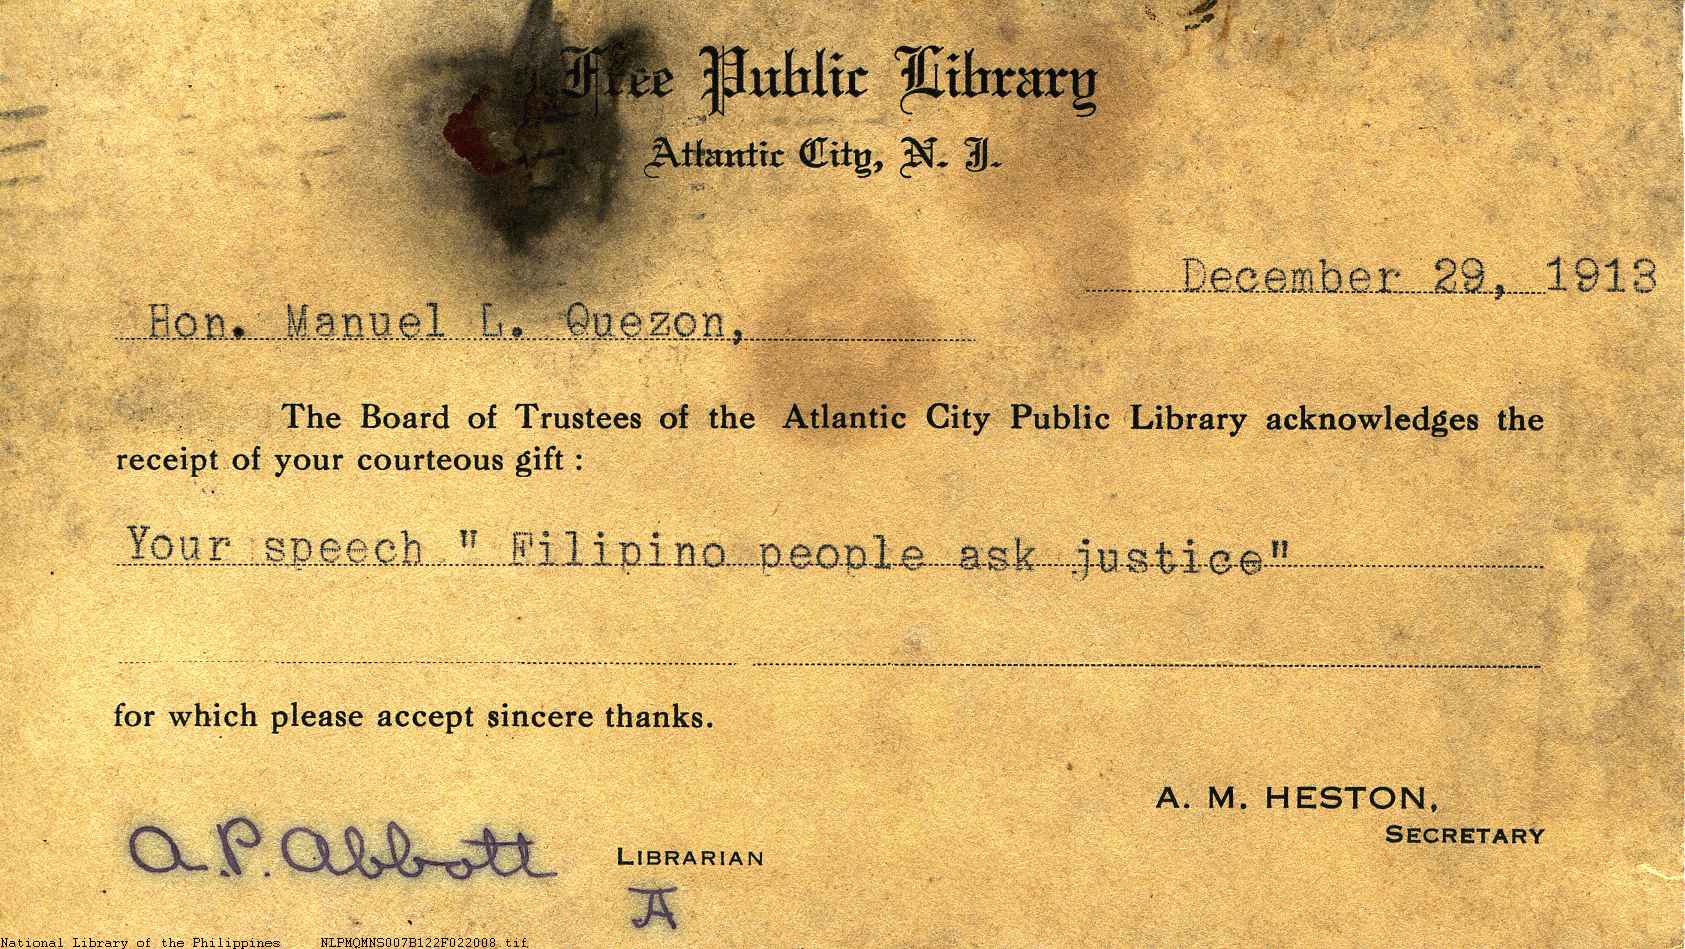 Free Public Library
Atlantic City, N. J.
December 29, 1913
Hon. Manuel L. Quezon,
The Board of Trustees of the Atlantic City Public Library acknowledges the
receipt of your courteous gift :
Your speech " Filipino people ask justice"
for which please accept sincere thanks.
A. M. HESTON,
SECRETARY
A. P. Abbott LIBRARIAN
A
National Library of the Philippines NLPMQMNS007B122F022008.tif